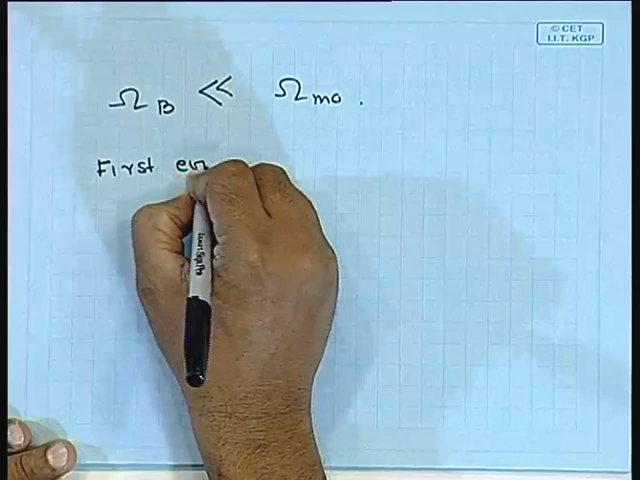 © CET
I.I.T. KGP
Ω_B << Ω_mo .
First